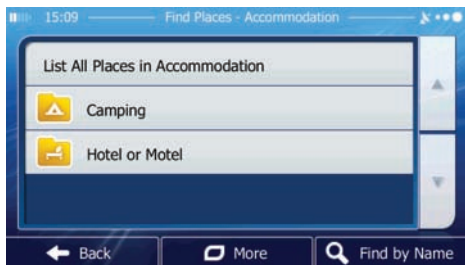 15:09 Find Places - Accommodation
List All Places in Accommodation
Camping
Hotel or Motel
Back More Find by Name